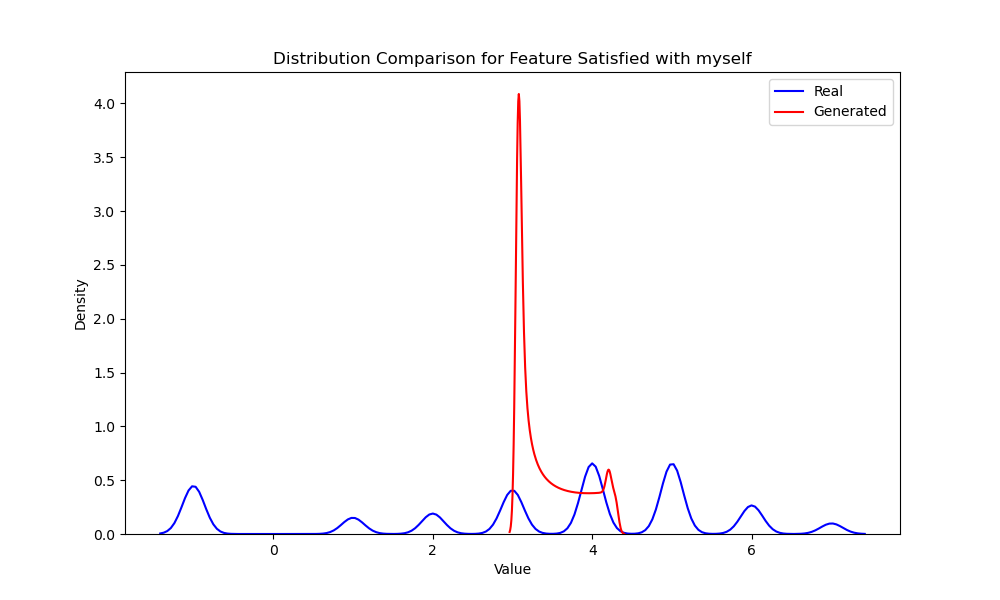 Distribution Comparison for Feature Satisfied with myself
Real
Generated
Density
4.0
3.5
3.0
2.5
2.0
1.5
1.0
0.5
0.0
0 2 4 6
Value